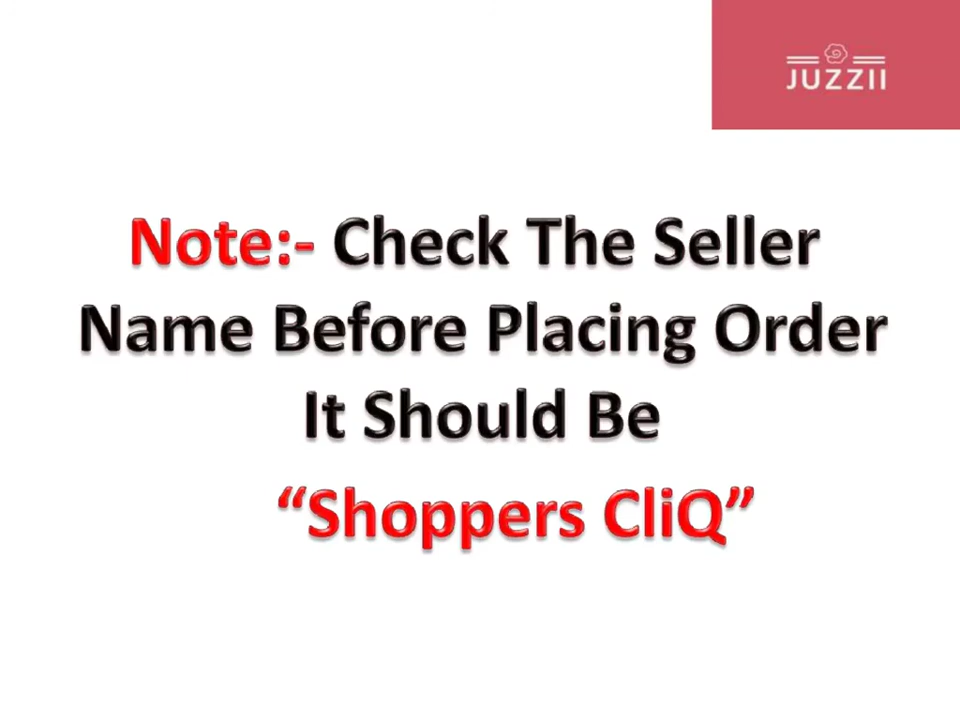 JUZZII
Note:- Check The Seller
Name Before Placing Order
It Should Be
“Shoppers CliQ”